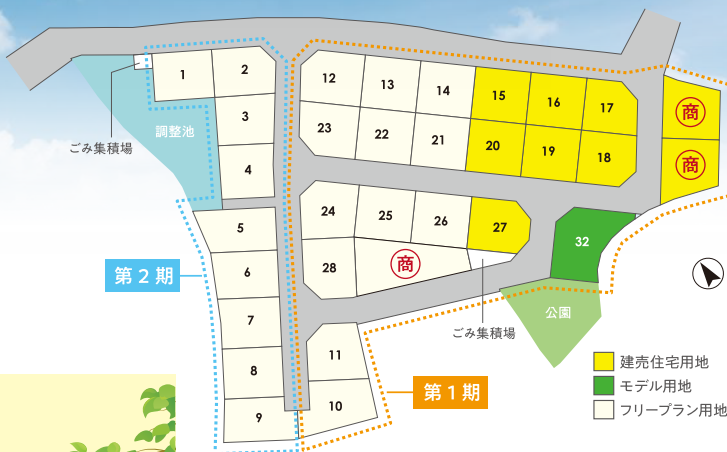 1
2
3
4
5
6
7
8
9
調整池
ごみ集積場
第2期
12
13
14
15
16
17
商
23
22
21
20
19
18
商
24
25
26
27
32
28
商
ごみ集積場
公園
11
10
第1期
建売住宅用地
モデル用地
フリープラン用地